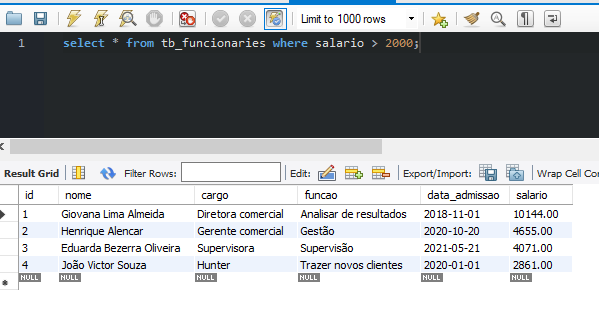 Limit to 1000 rows
1 select * from tb_funcionaries where salario > 2000;
Result Grid Filter Rows: Edit: Export/Import: Wrap Cell Con
id nome cargo funcao data_admissao salario
1 Giovana Lima Almeida Diretora comercial Analisar de resultados 2018-11-01 10144.00
2 Henrique Alencar Gerente comercial Gestão 2020-10-20 4655.00
3 Eduarda Bezerra Oliveira Supervisora Supervisão 2021-05-21 4071.00
4 João Victor Souza Hunter Trazer novos clientes 2020-01-01 2861.00
NULL NULL NULL NULL NULL NULL